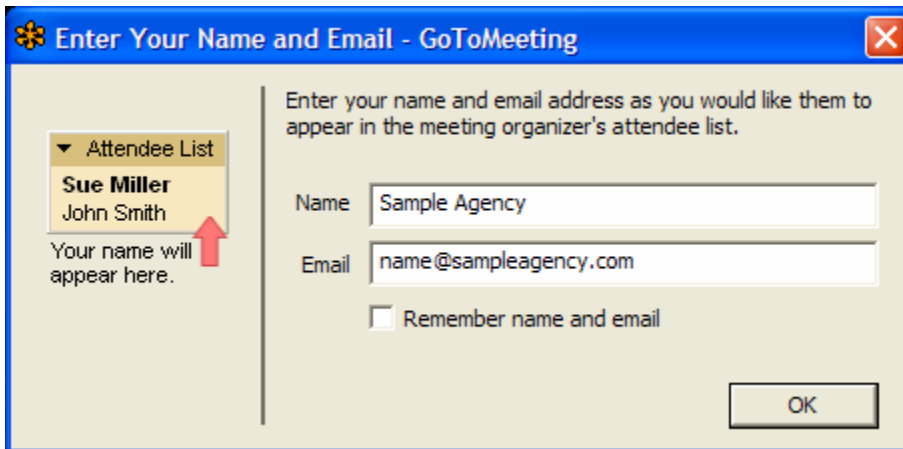 Enter Your Name and Email - GoToMeeting
Attendee List
Sue Miller
John Smith
Your name will
appear here.
Enter your name and email address as you would like them to
appear in the meeting organizer's attendee list.
Name Sample Agency
Email name@sampleagency.com
Remember name and email
OK